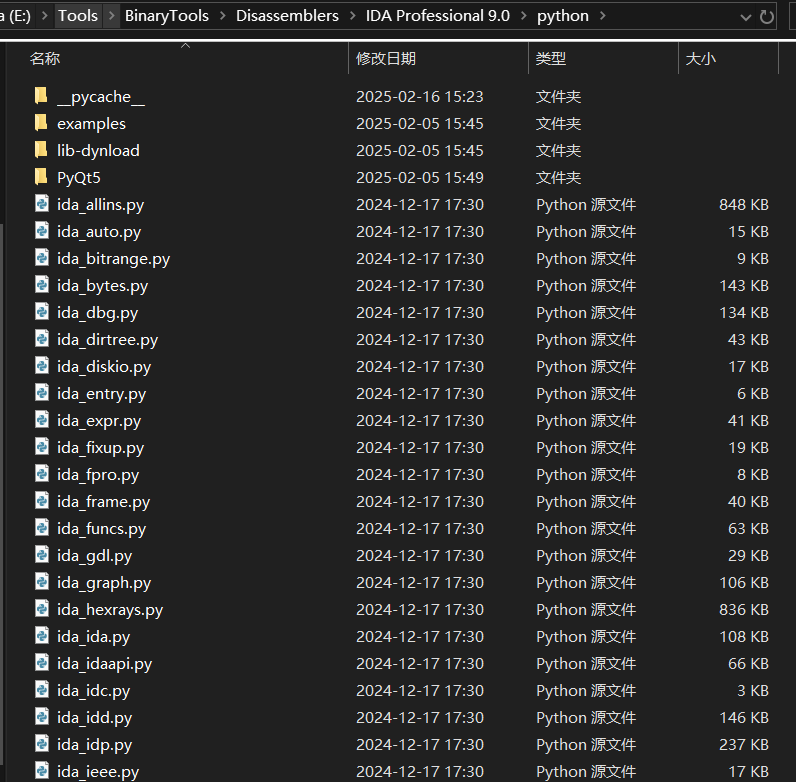 a (E:) > Tools > BinaryTools > Disassemblers > IDA Professional 9.0 > python >
名称 修改日期 类型 大小
__pycache__ 2025-02-16 15:23 文件夹
examples 2025-02-05 15:45 文件夹
lib-dynload 2025-02-05 15:45 文件夹
PyQt5 2025-02-05 15:49 文件夹
ida_allins.py 2024-12-17 17:30 Python 源文件 848 KB
ida_auto.py 2024-12-17 17:30 Python 源文件 15 KB
ida_bitrange.py 2024-12-17 17:30 Python 源文件 9 KB
ida_bytes.py 2024-12-17 17:30 Python 源文件 143 KB
ida_dbg.py 2024-12-17 17:30 Python 源文件 134 KB
ida_dirtree.py 2024-12-17 17:30 Python 源文件 43 KB
ida_diskio.py 2024-12-17 17:30 Python 源文件 17 KB
ida_entry.py 2024-12-17 17:30 Python 源文件 6 KB
ida_expr.py 2024-12-17 17:30 Python 源文件 41 KB
ida_fixup.py 2024-12-17 17:30 Python 源文件 19 KB
ida_fpro.py 2024-12-17 17:30 Python 源文件 8 KB
ida_frame.py 2024-12-17 17:30 Python 源文件 40 KB
ida_funcs.py 2024-12-17 17:30 Python 源文件 63 KB
ida_gdl.py 2024-12-17 17:30 Python 源文件 29 KB
ida_graph.py 2024-12-17 17:30 Python 源文件 106 KB
ida_hexrays.py 2024-12-17 17:30 Python 源文件 836 KB
ida_ida.py 2024-12-17 17:30 Python 源文件 108 KB
ida_idaapi.py 2024-12-17 17:30 Python 源文件 66 KB
ida_idc.py 2024-12-17 17:30 Python 源文件 3 KB
ida_idd.py 2024-12-17 17:30 Python 源文件 146 KB
ida_idp.py 2024-12-17 17:30 Python 源文件 237 KB
ida_ieee.py 2024-12-17 17:30 Python 源文件 17 KB